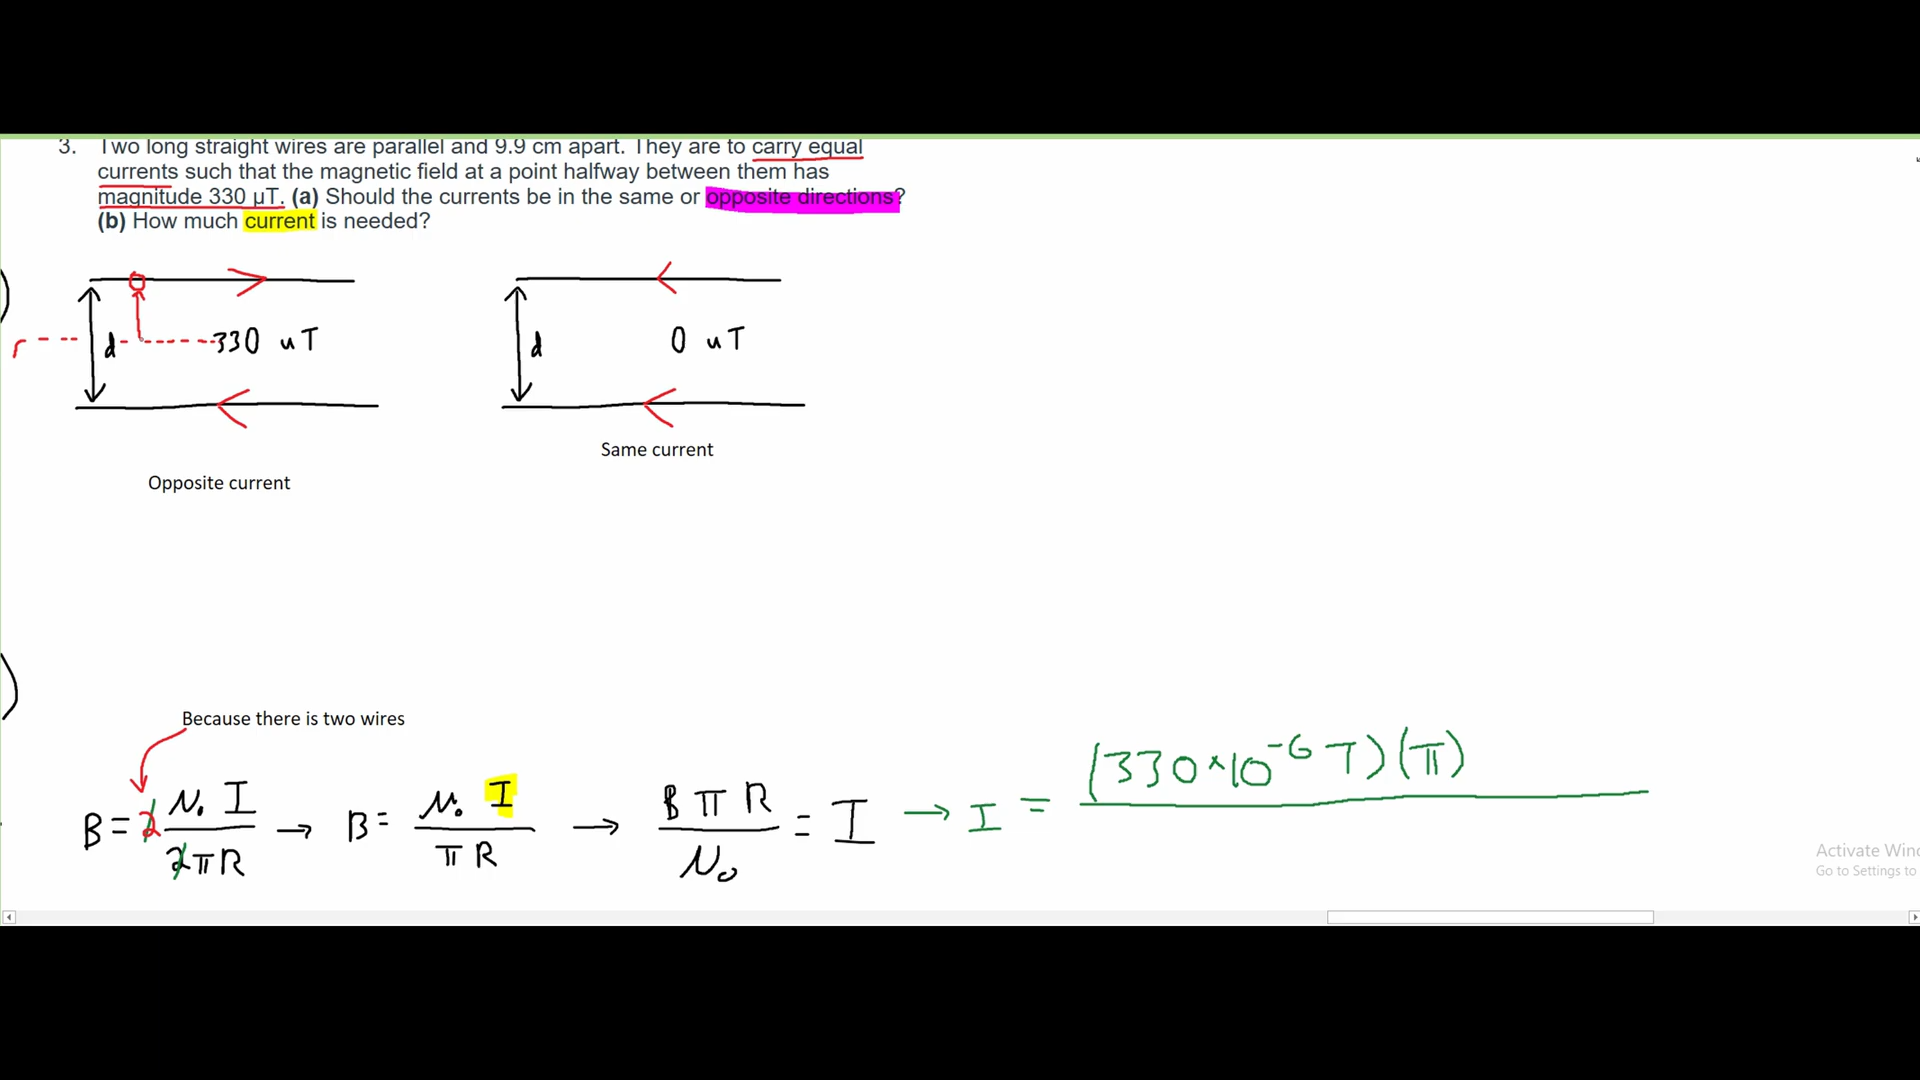 3. Two long straight wires are parallel and 9.9 cm apart. They are to carry equal
currents such that the magnetic field at a point halfway between them has
magnitude 330 µT. (a) Should the currents be in the same or opposite directions?
(b) How much current is needed?
r d 330 uT
d 0 uT
Same current
Opposite current
Because there is two wires
B = 2 µ₀ I / 2πR → B = µ₀ I / πR → BπR / µ₀ = I → I = (330×10⁻⁶ T)(π)
Activate Win
Go to Settings to